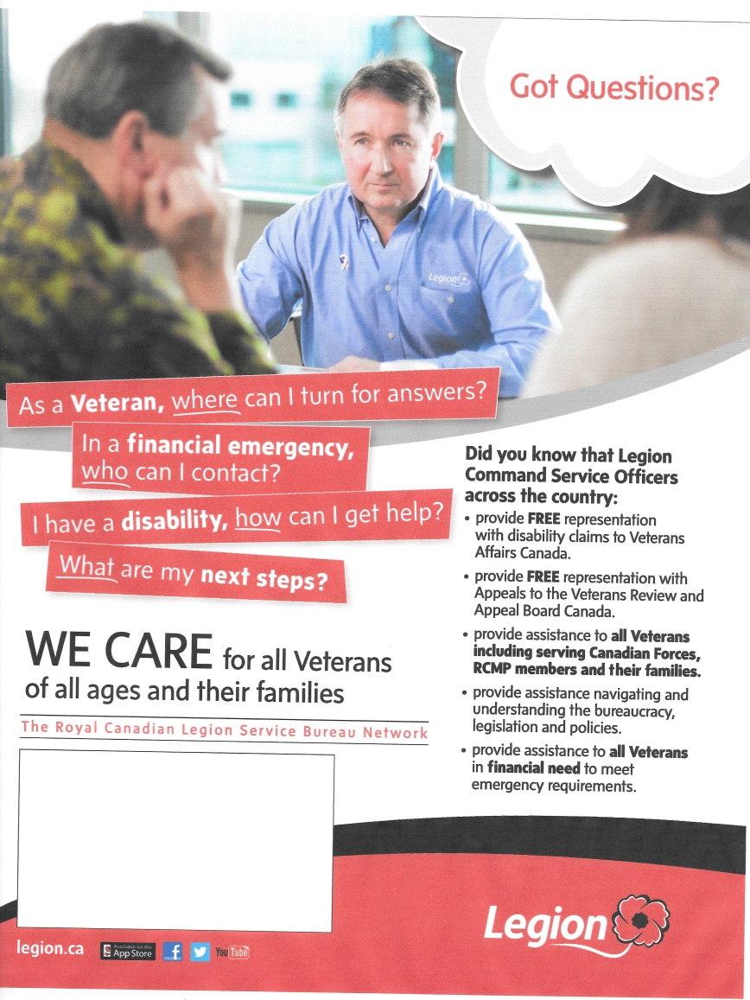 Got Questions?
Legion
As a Veteran, where can I turn for answers?
In a financial emergency,
who can I contact?
I have a disability, how can I get help?
What are my next steps?
WE CARE for all Veterans
of all ages and their families
The Royal Canadian Legion Service Bureau Network
Did you know that Legion
Command Service Officers
across the country:
• provide FREE representation
with disability claims to Veterans
Affairs Canada.
• provide FREE representation with
Appeals to the Veterans Review and
Appeal Board Canada.
• provide assistance to all Veterans
including serving Canadian Forces,
RCMP members and their families.
• provide assistance navigating and
understanding the bureaucracy,
legislation and policies.
• provide assistance to all Veterans
in financial need to meet
emergency requirements.
Legion
legion.ca
Available on the
App Store
f
You Tube